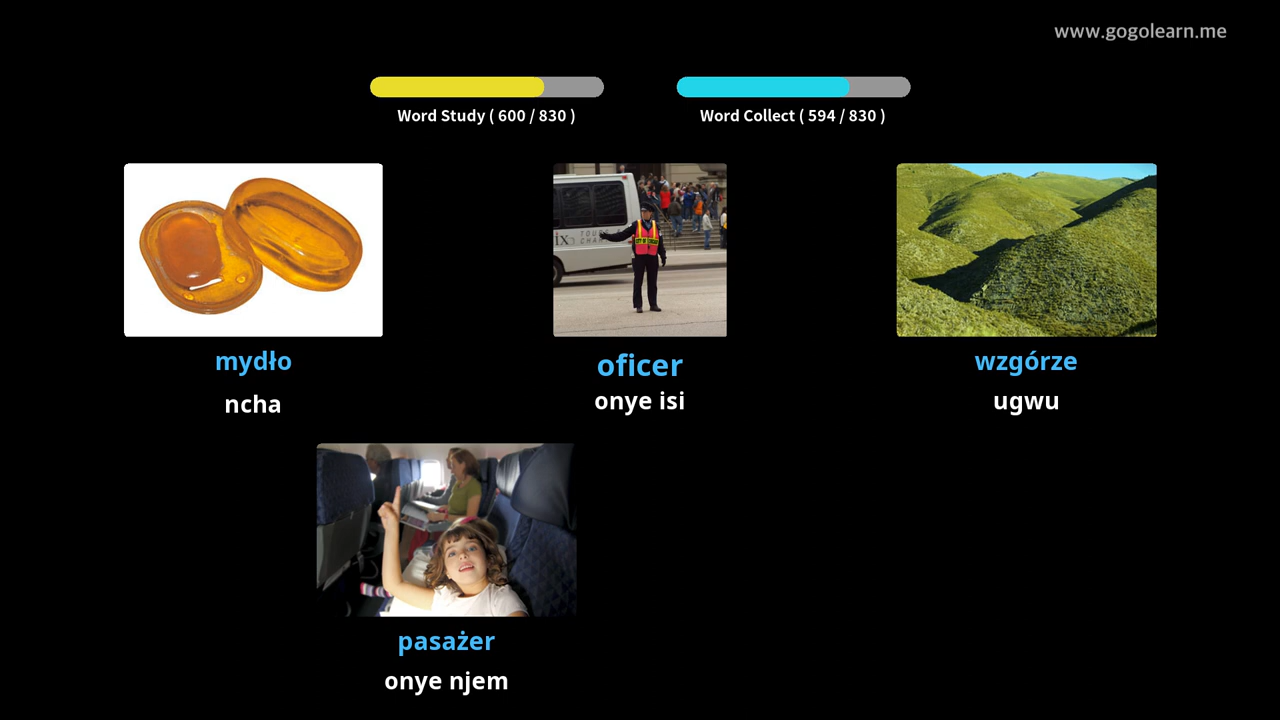 www.gogolearn.me
Word Study ( 600 / 830 )
Word Collect ( 594 / 830 )
mydło
ncha
oficer
onye isi
wzgórze
ugwu
pasażer
onye njem